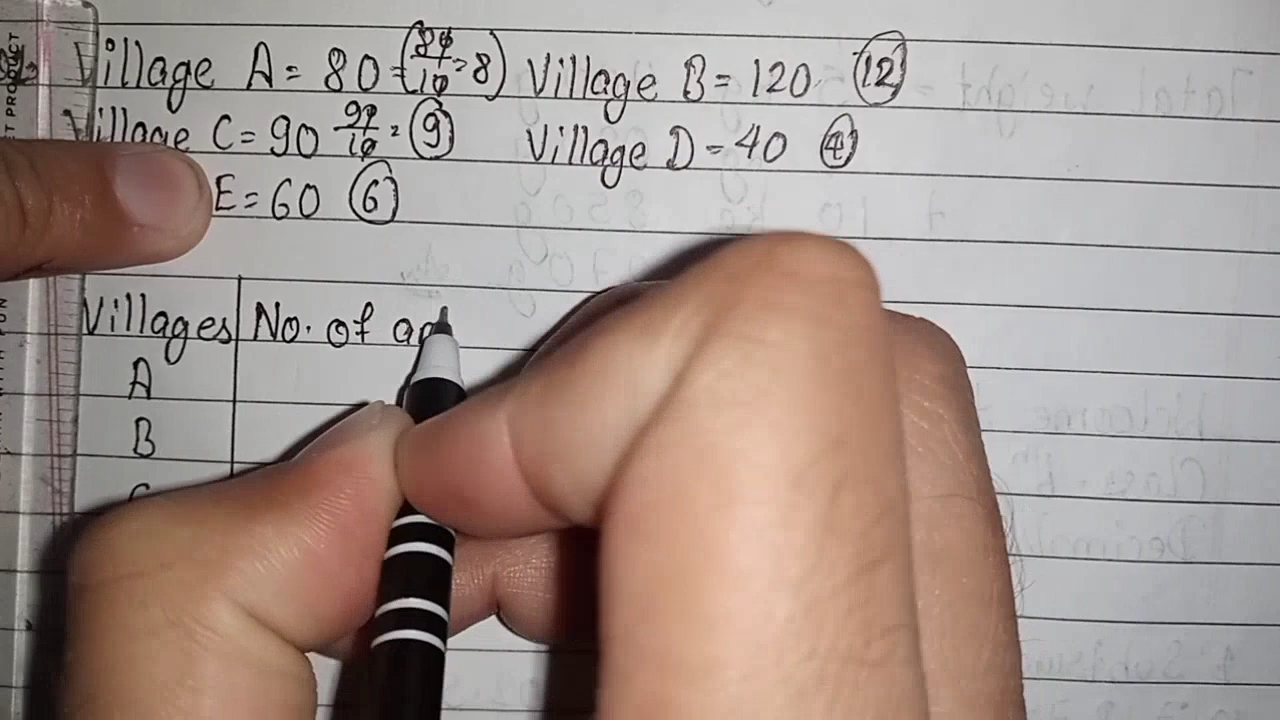 Village A = 80 = (80/10 = 8) Village B = 120 (12)
Village C = 90 90/10 = (9) Village D = 40 (4)
E = 60 (6)
Villages No. of
A
B